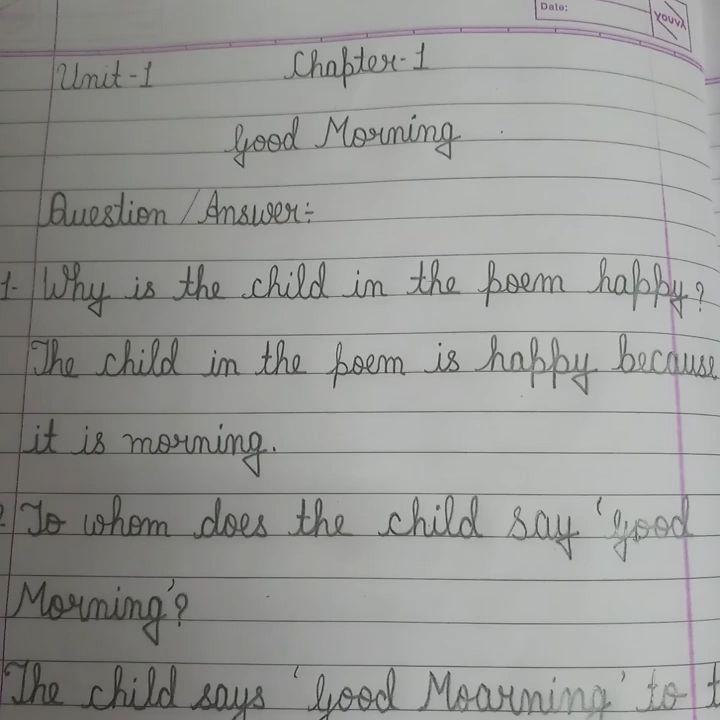 Date:
YOUVA
Unit-1 Chapter-1
Good Morning
Question / Answer:-
1- Why is the child in the poem happy?
The child in the poem is happy because
it is morning.
2. To whom does the child say 'Good
Morning'?
The child says 'Good Moarning' to